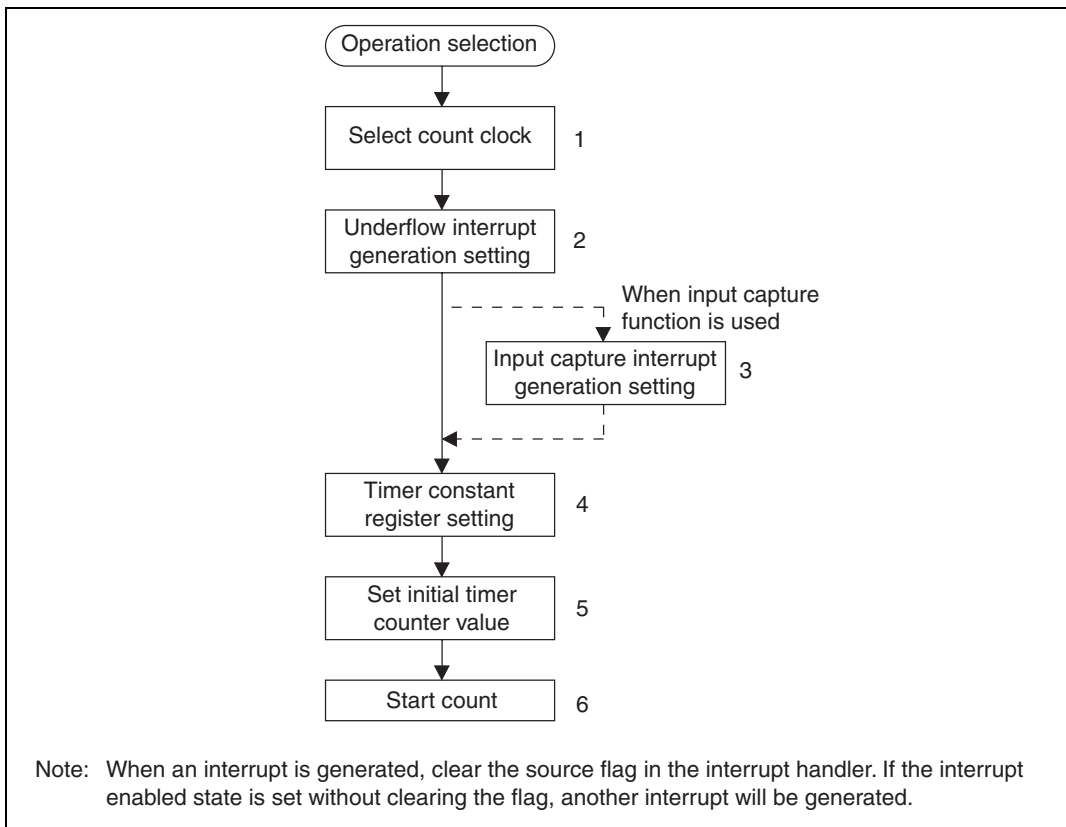 Operation selection
Select count clock
1
Underflow interrupt
generation setting
2
When input capture
function is used
Input capture interrupt
generation setting
3
Timer constant
register setting
4
Set initial timer
counter value
5
Start count
6
Note: When an interrupt is generated, clear the source flag in the interrupt handler. If the interrupt
enabled state is set without clearing the flag, another interrupt will be generated.